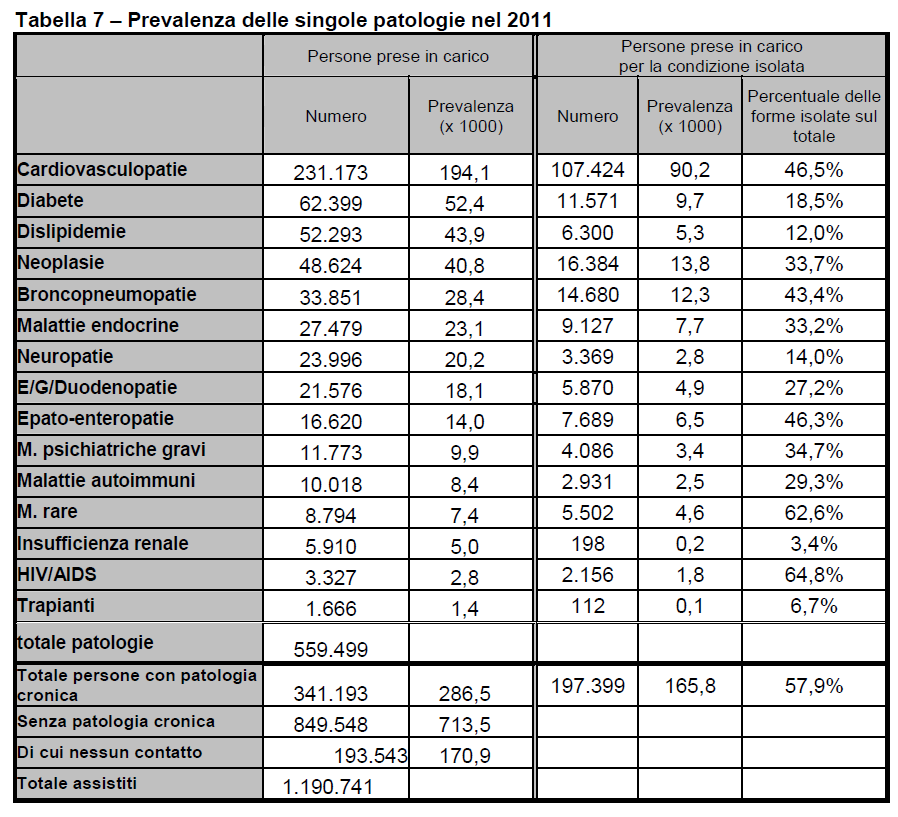 Tabella 7 – Prevalenza delle singole patologie nel 2011
Persone prese in carico
Persone prese in carico
per la condizione isolata
Numero
Prevalenza
(x 1000)
Numero
Prevalenza
(x 1000)
Percentuale delle
forme isolate sul
totale
Cardiovasculopatie 231.173 194,1 107.424 90,2 46,5%
Diabete 62.399 52,4 11.571 9,7 18,5%
Dislipidemie 52.293 43,9 6.300 5,3 12,0%
Neoplasie 48.624 40,8 16.384 13,8 33,7%
Broncopneumopatie 33.851 28,4 14.680 12,3 43,4%
Malattie endocrine 27.479 23,1 9.127 7,7 33,2%
Neuropatie 23.996 20,2 3.369 2,8 14,0%
E/G/Duodenopatie 21.576 18,1 5.870 4,9 27,2%
Epato-enteropatie 16.620 14,0 7.689 6,5 46,3%
M. psichiatriche gravi 11.773 9,9 4.086 3,4 34,7%
Malattie autoimmuni 10.018 8,4 2.931 2,5 29,3%
M. rare 8.794 7,4 5.502 4,6 62,6%
Insufficienza renale 5.910 5,0 198 0,2 3,4%
HIV/AIDS 3.327 2,8 2.156 1,8 64,8%
Trapianti 1.666 1,4 112 0,1 6,7%
totale patologie 559.499
Totale persone con patologia
cronica 341.193 286,5 197.399 165,8 57,9%
Senza patologia cronica 849.548 713,5
Di cui nessun contatto 193.543 170,9
Totale assistiti 1.190.741